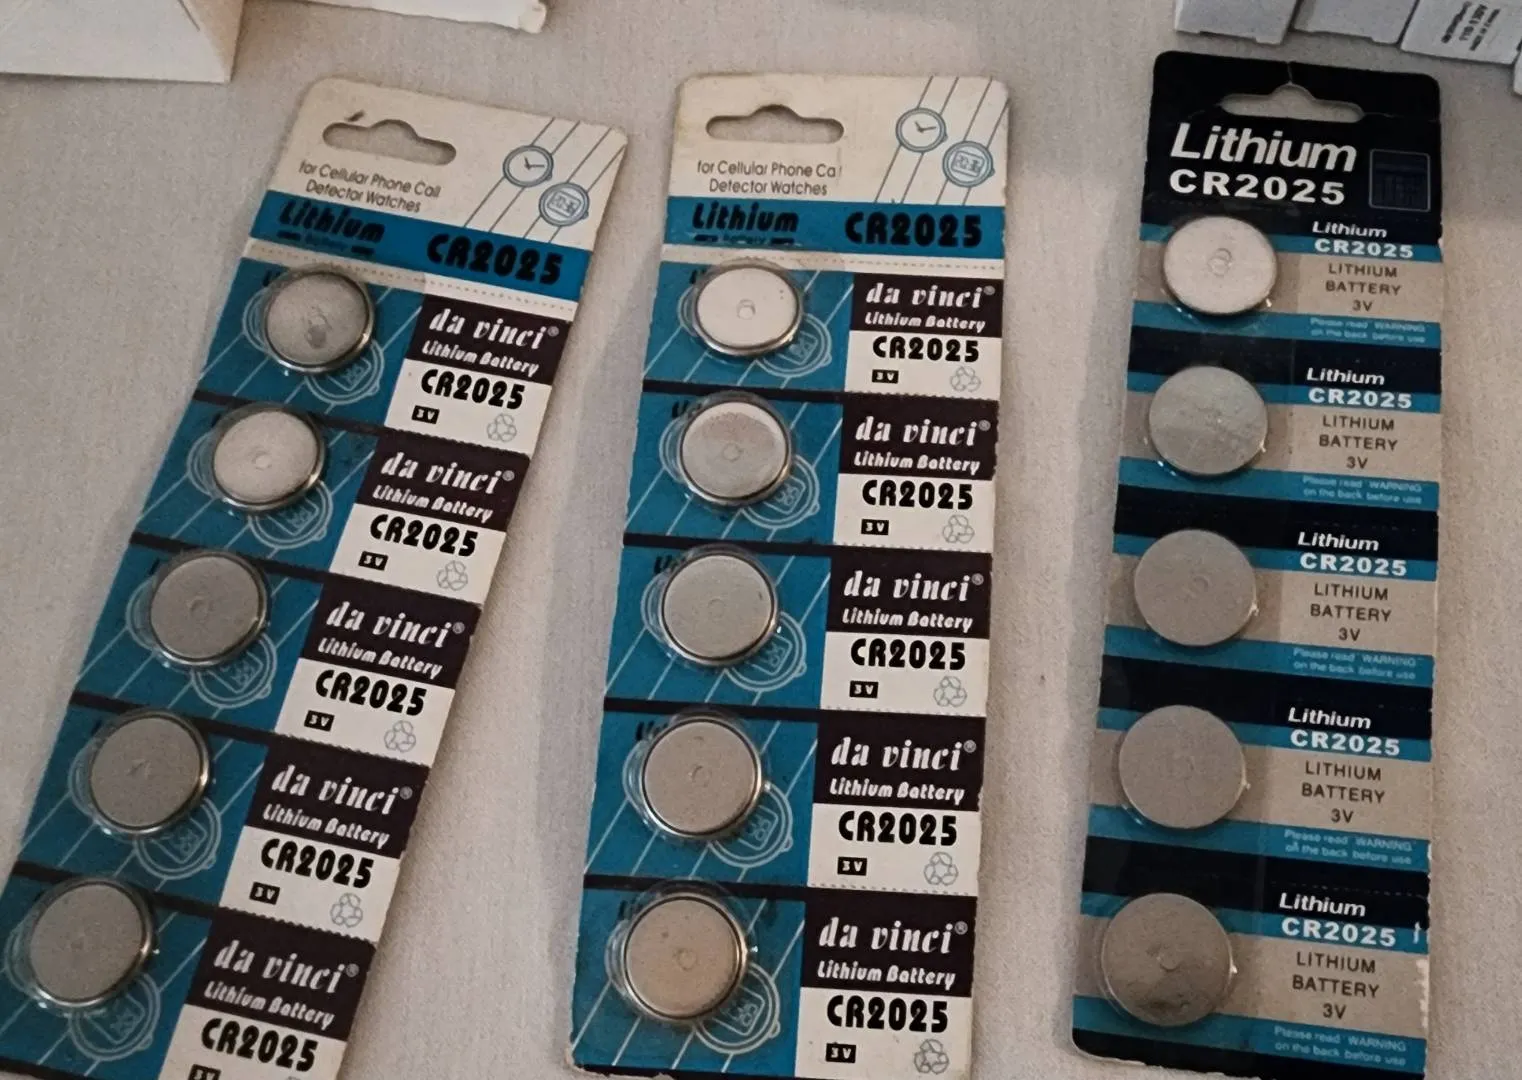 for Cellular Phone Call
Detector Watches
Lithium
battery
CR2025
da vinci®
Lithium Battery
CR2025
3V
da vinci®
Lithium Battery
CR2025
3V
da vinci®
Lithium Battery
CR2025
3V
da vinci®
Lithium Battery
CR2025
3V
da vinci®
Lithium Battery
CR2025
3V
for Cellular Phone Cal
Detector Watches
Lithium
battery
CR2025
da vinci®
Lithium Battery
CR2025
3V
da vinci®
Lithium Battery
CR2025
3V
da vinci®
Lithium Battery
CR2025
3V
da vinci®
Lithium Battery
CR2025
3V
da vinci®
Lithium Battery
CR2025
3V
Lithium
CR2025
Lithium
CR2025
LITHIUM
BATTERY
3V
Please read WARNING
on the back before use
Lithium
CR2025
LITHIUM
BATTERY
3V
Please read WARNING
on the back before use
Lithium
CR2025
LITHIUM
BATTERY
3V
Please read WARNING
on the back before use
Lithium
CR2025
LITHIUM
BATTERY
3V
Please read WARNING
on the back before use
Lithium
CR2025
LITHIUM
BATTERY
3V
Please read WARNING
on the back before use
110-130V